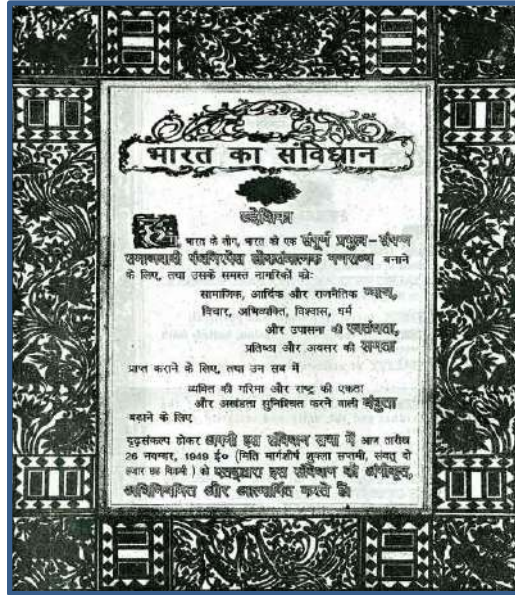 भारत का संविधान
उद्देशिका
हम, भारत के लोग, भारत को एक संपूर्ण प्रभुत्व-संपन्न
समाजवादी पंथनिरपेक्ष लोकतंत्रात्मक गणराज्य बनाने
के लिए, तथा उसके समस्त नागरिकों को:
सामाजिक, आर्थिक और राजनैतिक न्याय,
विचार, अभिव्यक्ति, विश्वास, धर्म
और उपासना की स्वतंत्रता,
प्रतिष्ठा और अवसर की समता
प्राप्त कराने के लिए, तथा उन सब में
व्यक्ति की गरिमा और राष्ट्र की एकता
और अखंडता सुनिश्चित करने वाली बंधुता
बढ़ाने के लिए
दृढ़संकल्प होकर अपनी इस संविधान सभा में आज तारीख
26 नवम्बर, 1949 ई० (मिति मार्गशीर्ष शुक्ला सप्तमी, संवत् दो
हजार छह विक्रमी) को एतद्द्वारा इस संविधान को अंगीकृत,
अधिनियमित और आत्मार्पित करते हैं।